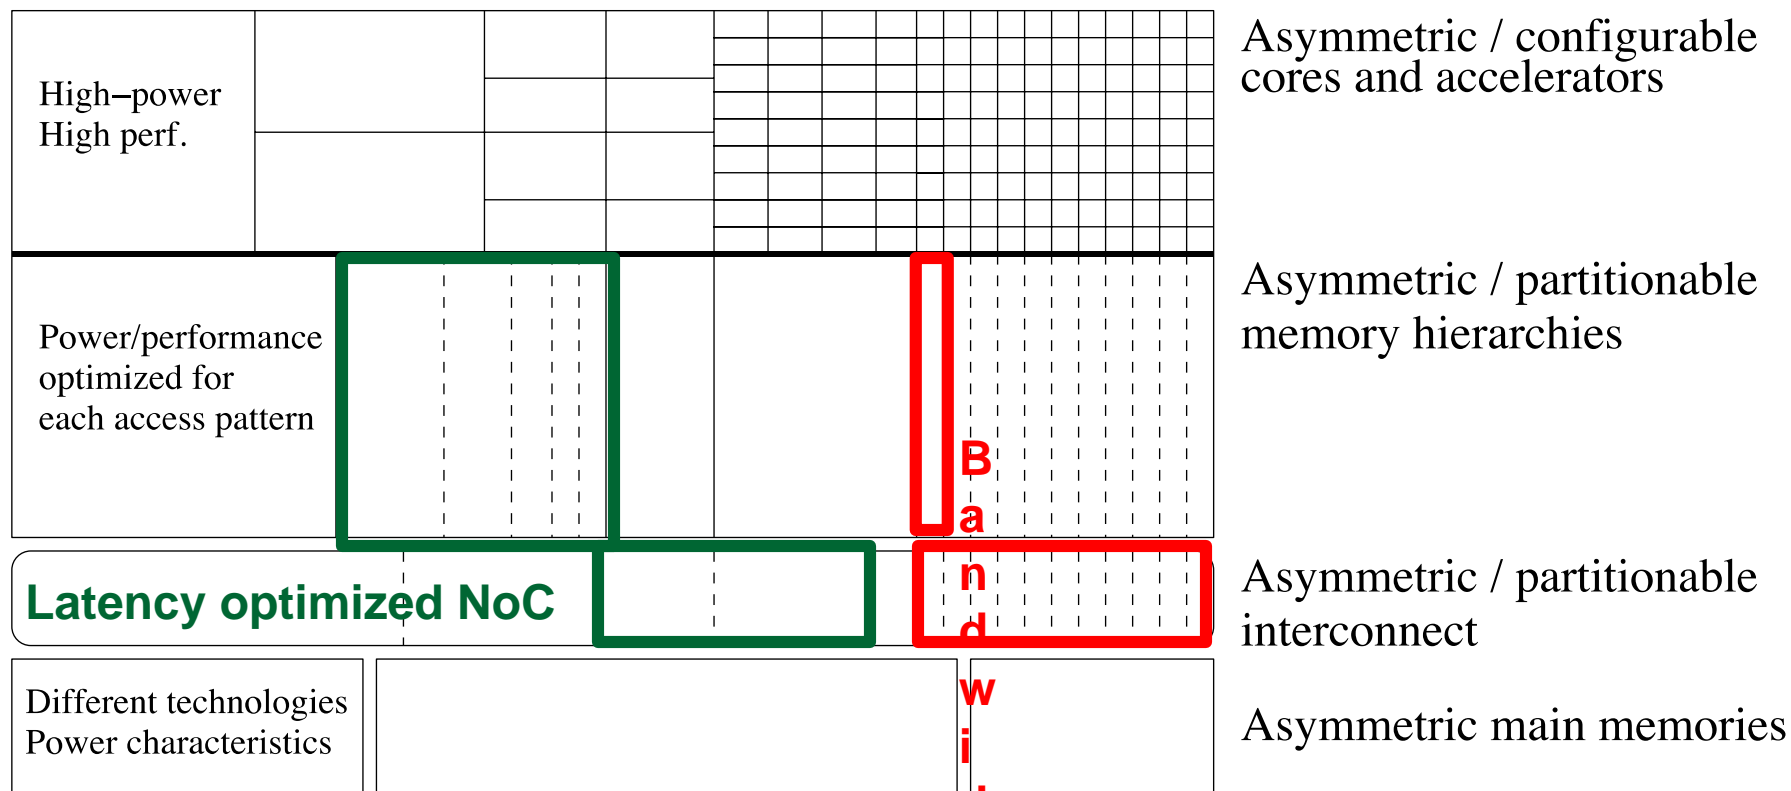 Asymmetric / configurable
cores and accelerators
High–power
High perf.
Asymmetric / partitionable
memory hierarchies
Power/performance
optimized for
each access pattern
B
a
n
d
w
i
Latency optimized NoC
Asymmetric / partitionable
interconnect
Different technologies
Power characteristics
Asymmetric main memories